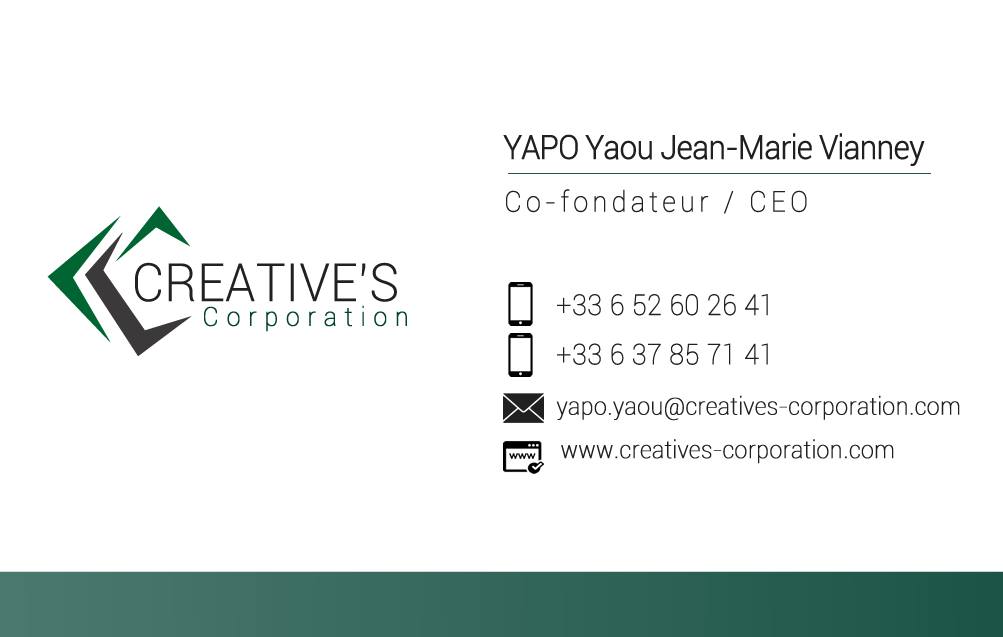 CREATIVE'S
Corporation
YAPO Yaou Jean-Marie Vianney
Co-fondateur / CEO
+33 6 52 60 26 41
+33 6 37 85 71 41
yapo.yaou@creatives-corporation.com
www
www.creatives-corporation.com